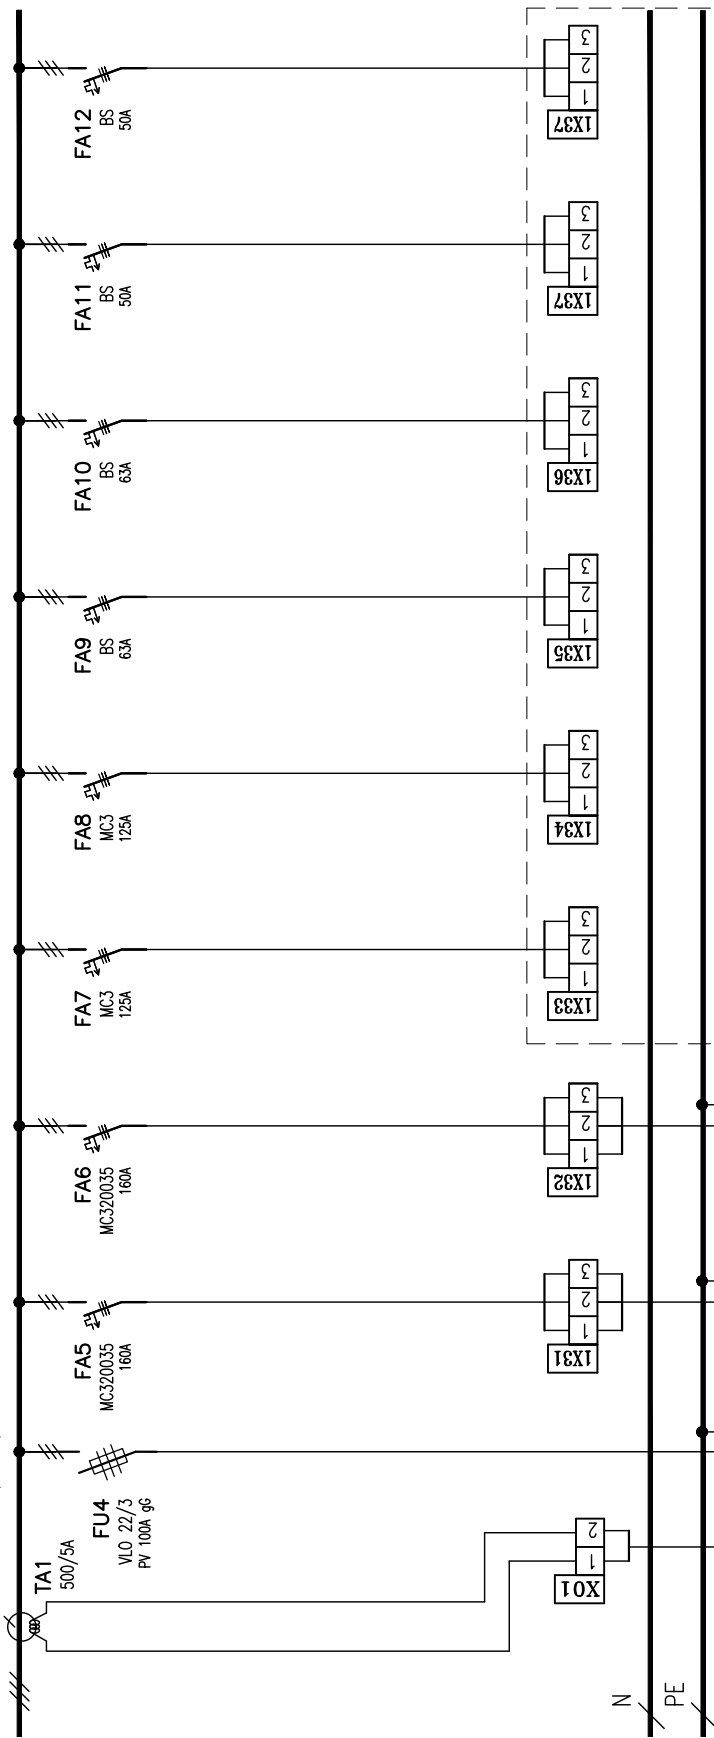 FA12
BS
50A
3
2
1
1X37
FA11
BS
50A
3
2
1
1X37
FA10
BS
63A
3
2
1
1X36
FA9
BS
63A
3
2
1
1X35
FA8
MC3
125A
3
2
1
1X34
FA7
MC3
125A
3
2
1
1X33
FA6
MC320035
160A
3
2
1
1X32
FA5
MC320035
160A
3
2
1
1X31
FU4
VLO 22/3
PV 100A gG
TA1
500/5A
2
1
X01
N
PE